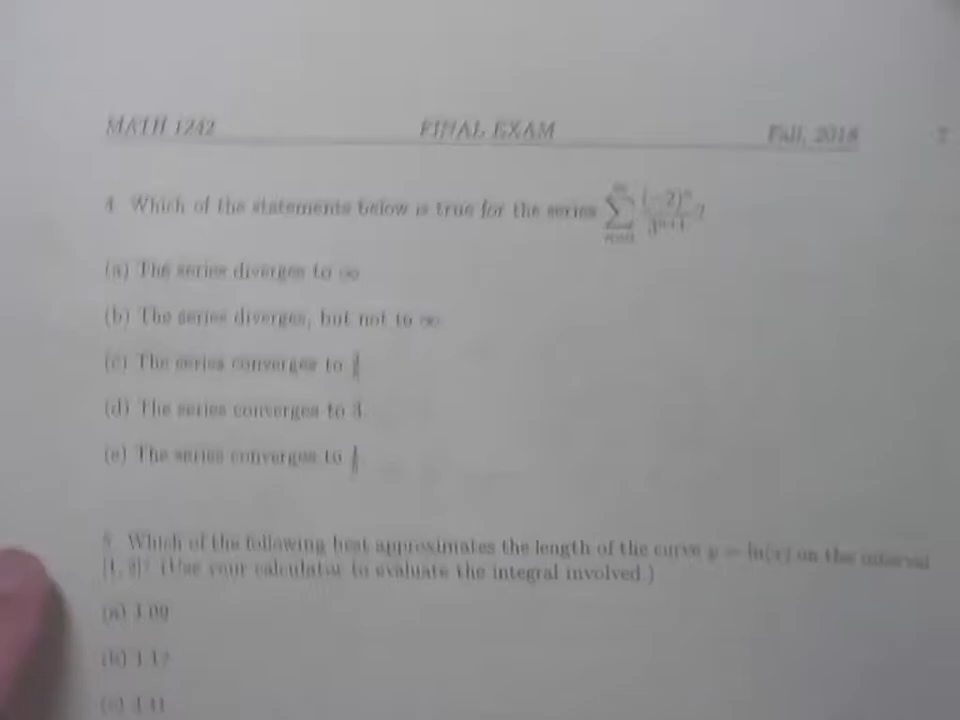 MATH 1242 FINAL EXAM Fall, 2018
4. Which of the statements below is true for the series ∑ (−2)^n / 3^{n+1} ?
(a) The series diverges to ∞
(b) The series diverges, but not to ∞
(c) The series converges to
(d) The series converges to 3.
(e) The series converges to
5. Which of the following best approximates the length of the curve y = ln(x) on the interval
(Use your calculator to evaluate the integral involved.)
(a)
(b)
(c)